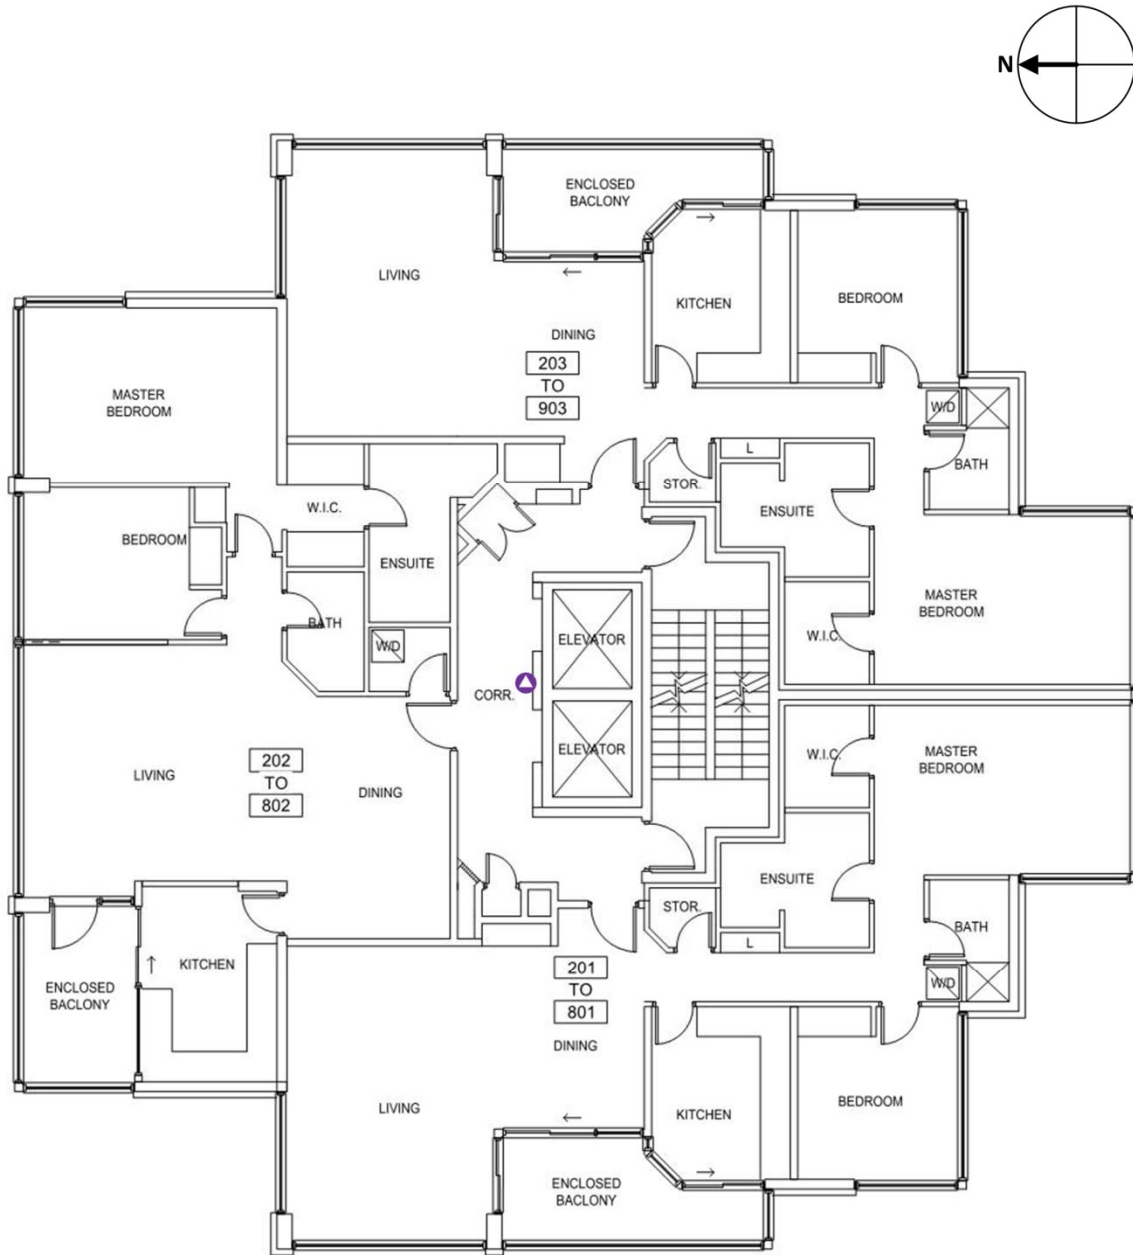 N
ENCLOSED
BACLONY
LIVING
KITCHEN
BEDROOM
DINING
203
TO
903
MASTER
BEDROOM
W/D
L
BATH
STOR.
W.I.C.
ENSUITE
BEDROOM
ENSUITE
MASTER
BEDROOM
BATH
W/D
ELEVATOR
W.I.C.
CORR.
ELEVATOR
W.I.C.
MASTER
BEDROOM
202
TO
802
LIVING
DINING
ENSUITE
STOR.
BATH
L
KITCHEN
201
TO
801
W/D
ENCLOSED
BACLONY
DINING
LIVING
KITCHEN
BEDROOM
ENCLOSED
BACLONY